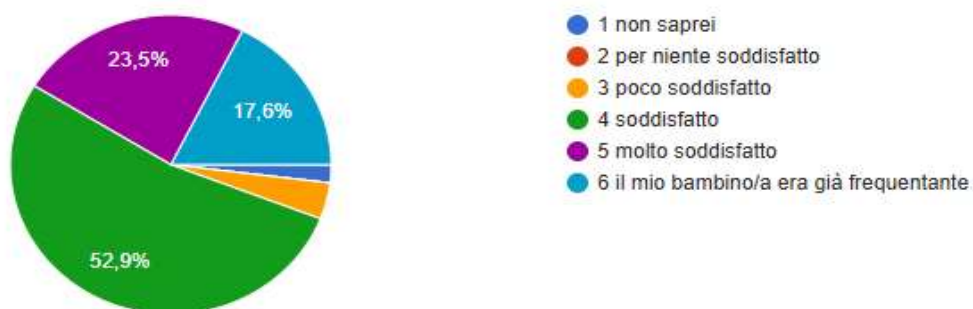 23,5%
17,6%
52,9%
1 non saprei
2 per niente soddisfatto
3 poco soddisfatto
4 soddisfatto
5 molto soddisfatto
6 il mio bambino/a era già frequentante